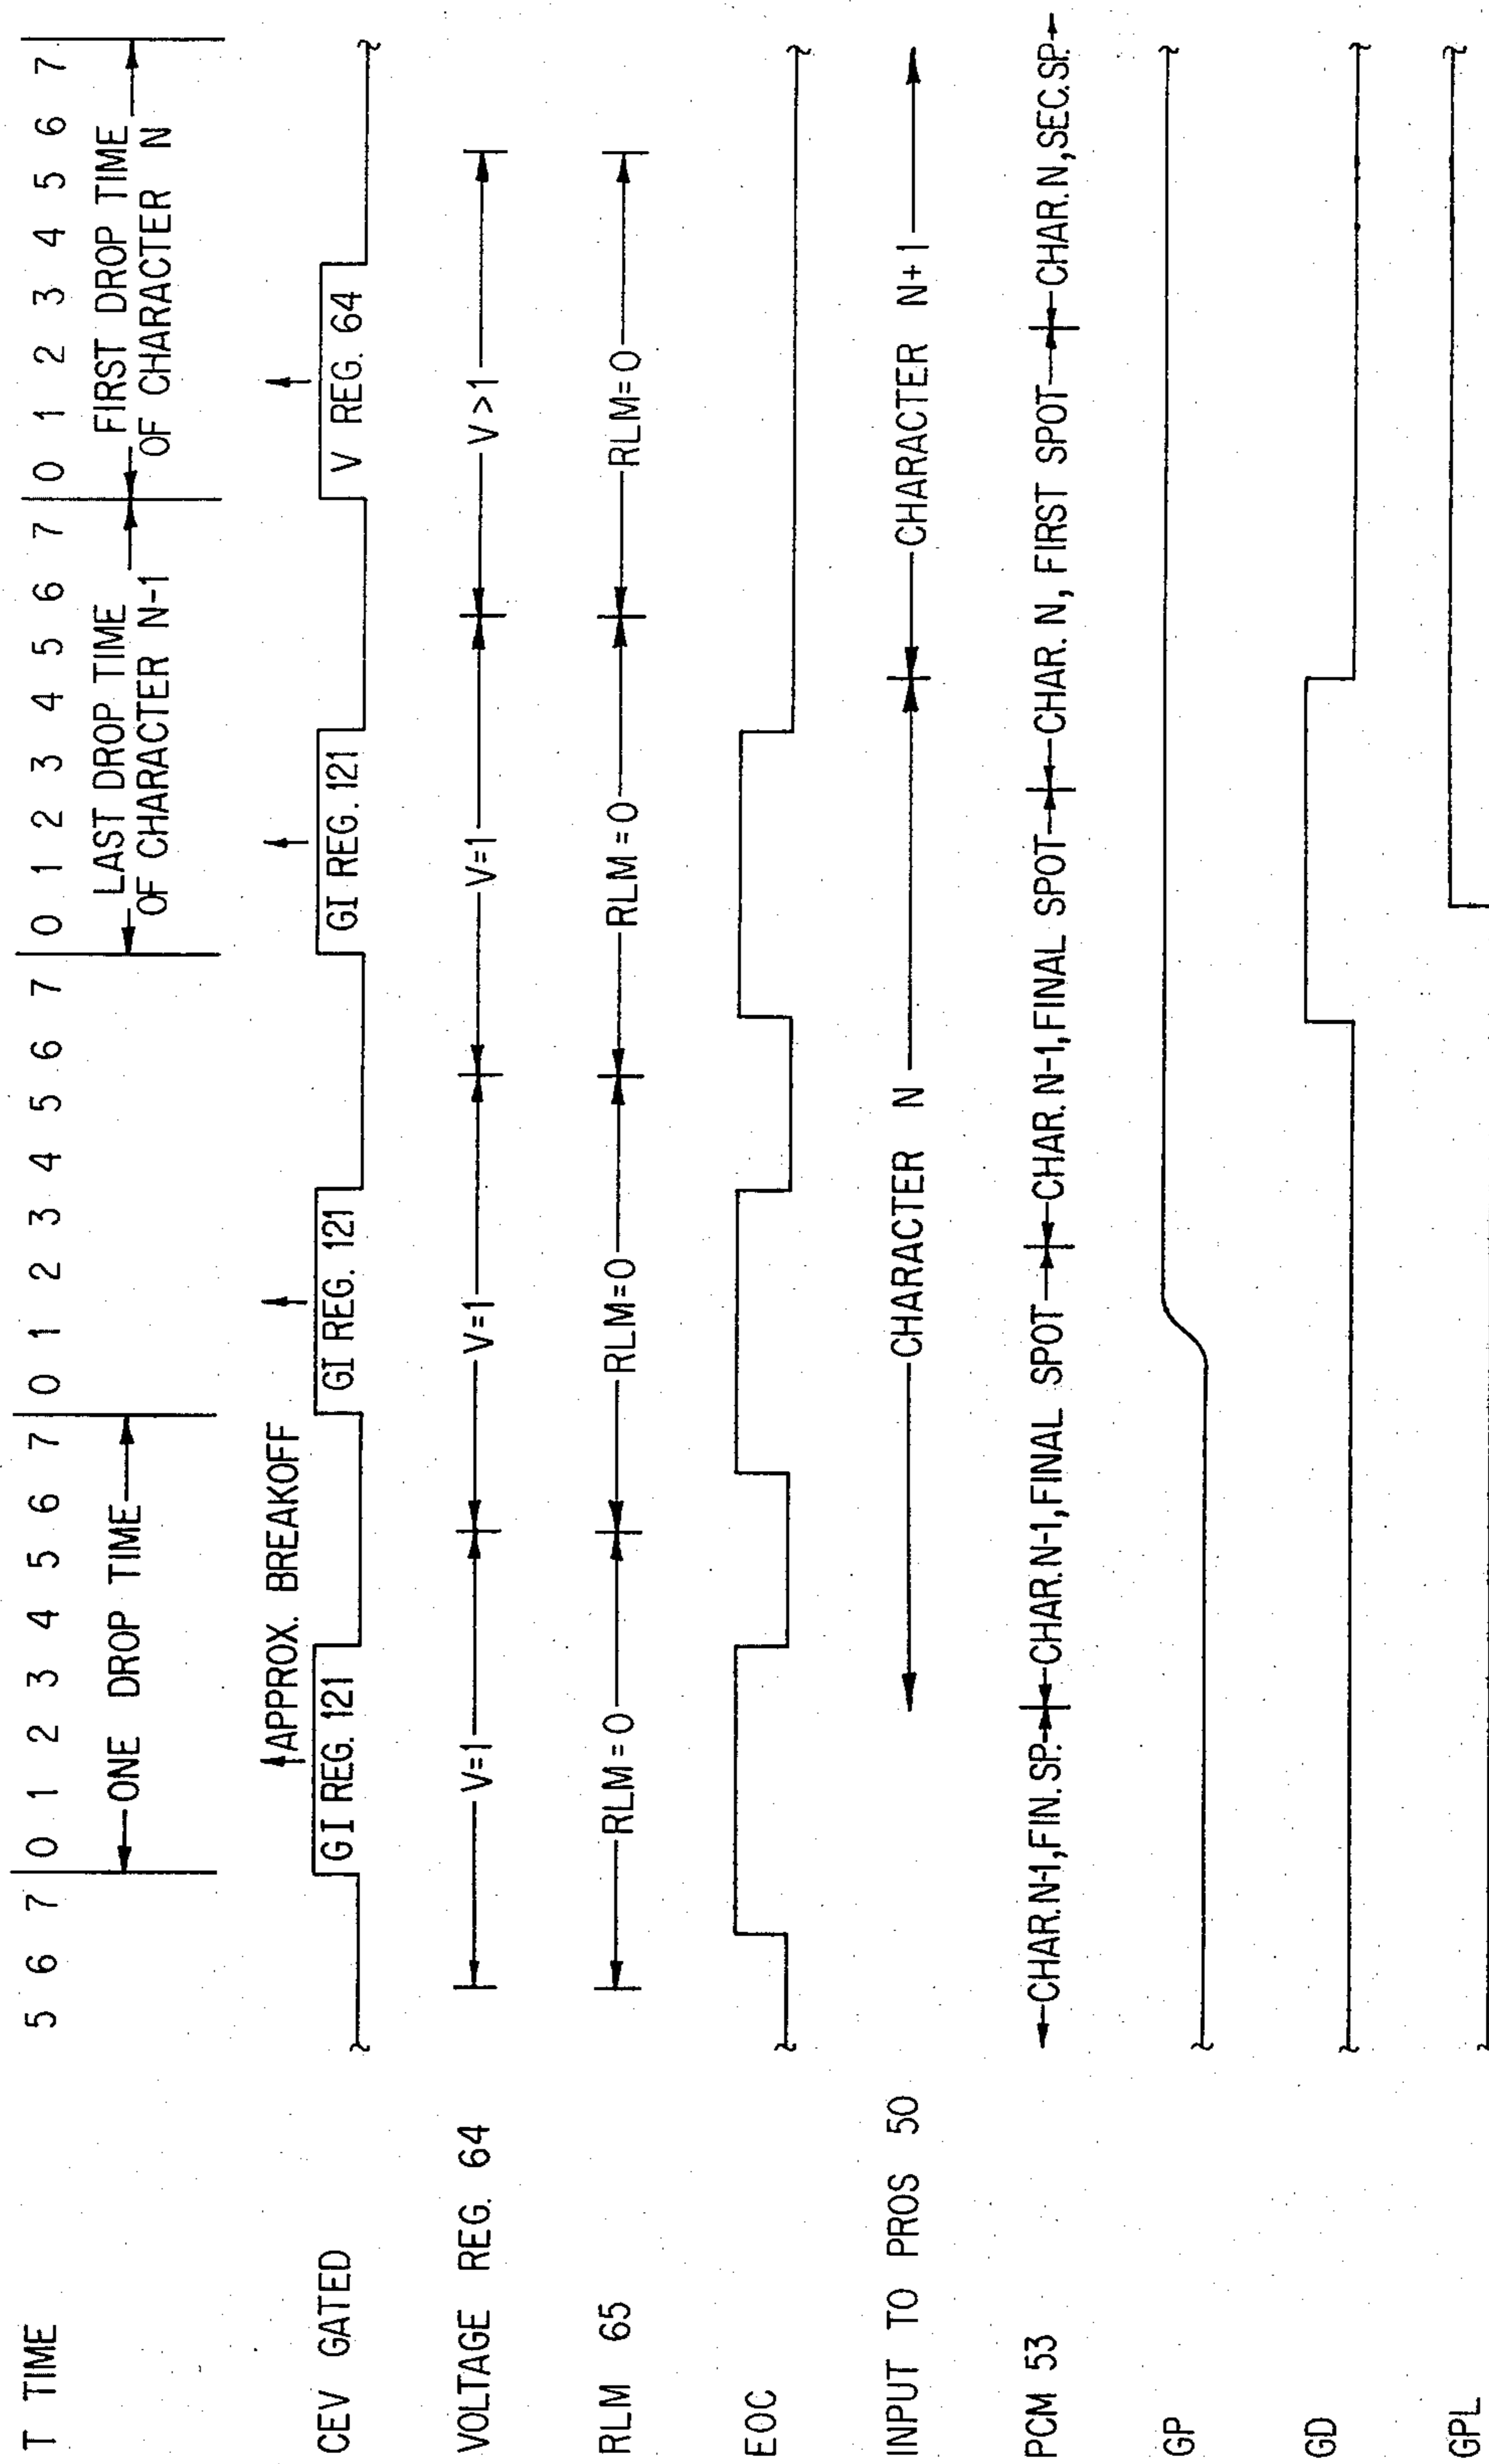 T TIME 5 6 7 0 1 2 3 4 5 6 7 0 1 2 3 4 5 6 7 0 1 2 3 4 5 6 7 0 1 2 3 4 5 6 7
ONE DROP TIME
LAST DROP TIME
OF CHARACTER N-1
FIRST DROP TIME
OF CHARACTER N
APPROX. BREAKOFF
CEV GATED GI REG. 121 GI REG. 121 GI REG. 121 V REG. 64
VOLTAGE REG. 64 V=1 V=1 V=1 V>1
RLM 65 RLM=0 RLM=0 RLM=0 RLM=0
EOC
INPUT TO PROS 50 CHARACTER N CHARACTER N+1
PCM 53 CHAR.N-1,FIN.SP. CHAR.N-1,FINAL SPOT CHAR.N-1,FINAL SPOT CHAR.N, FIRST SPOT CHAR.N,SEC.SP.
GP
GD
GPL